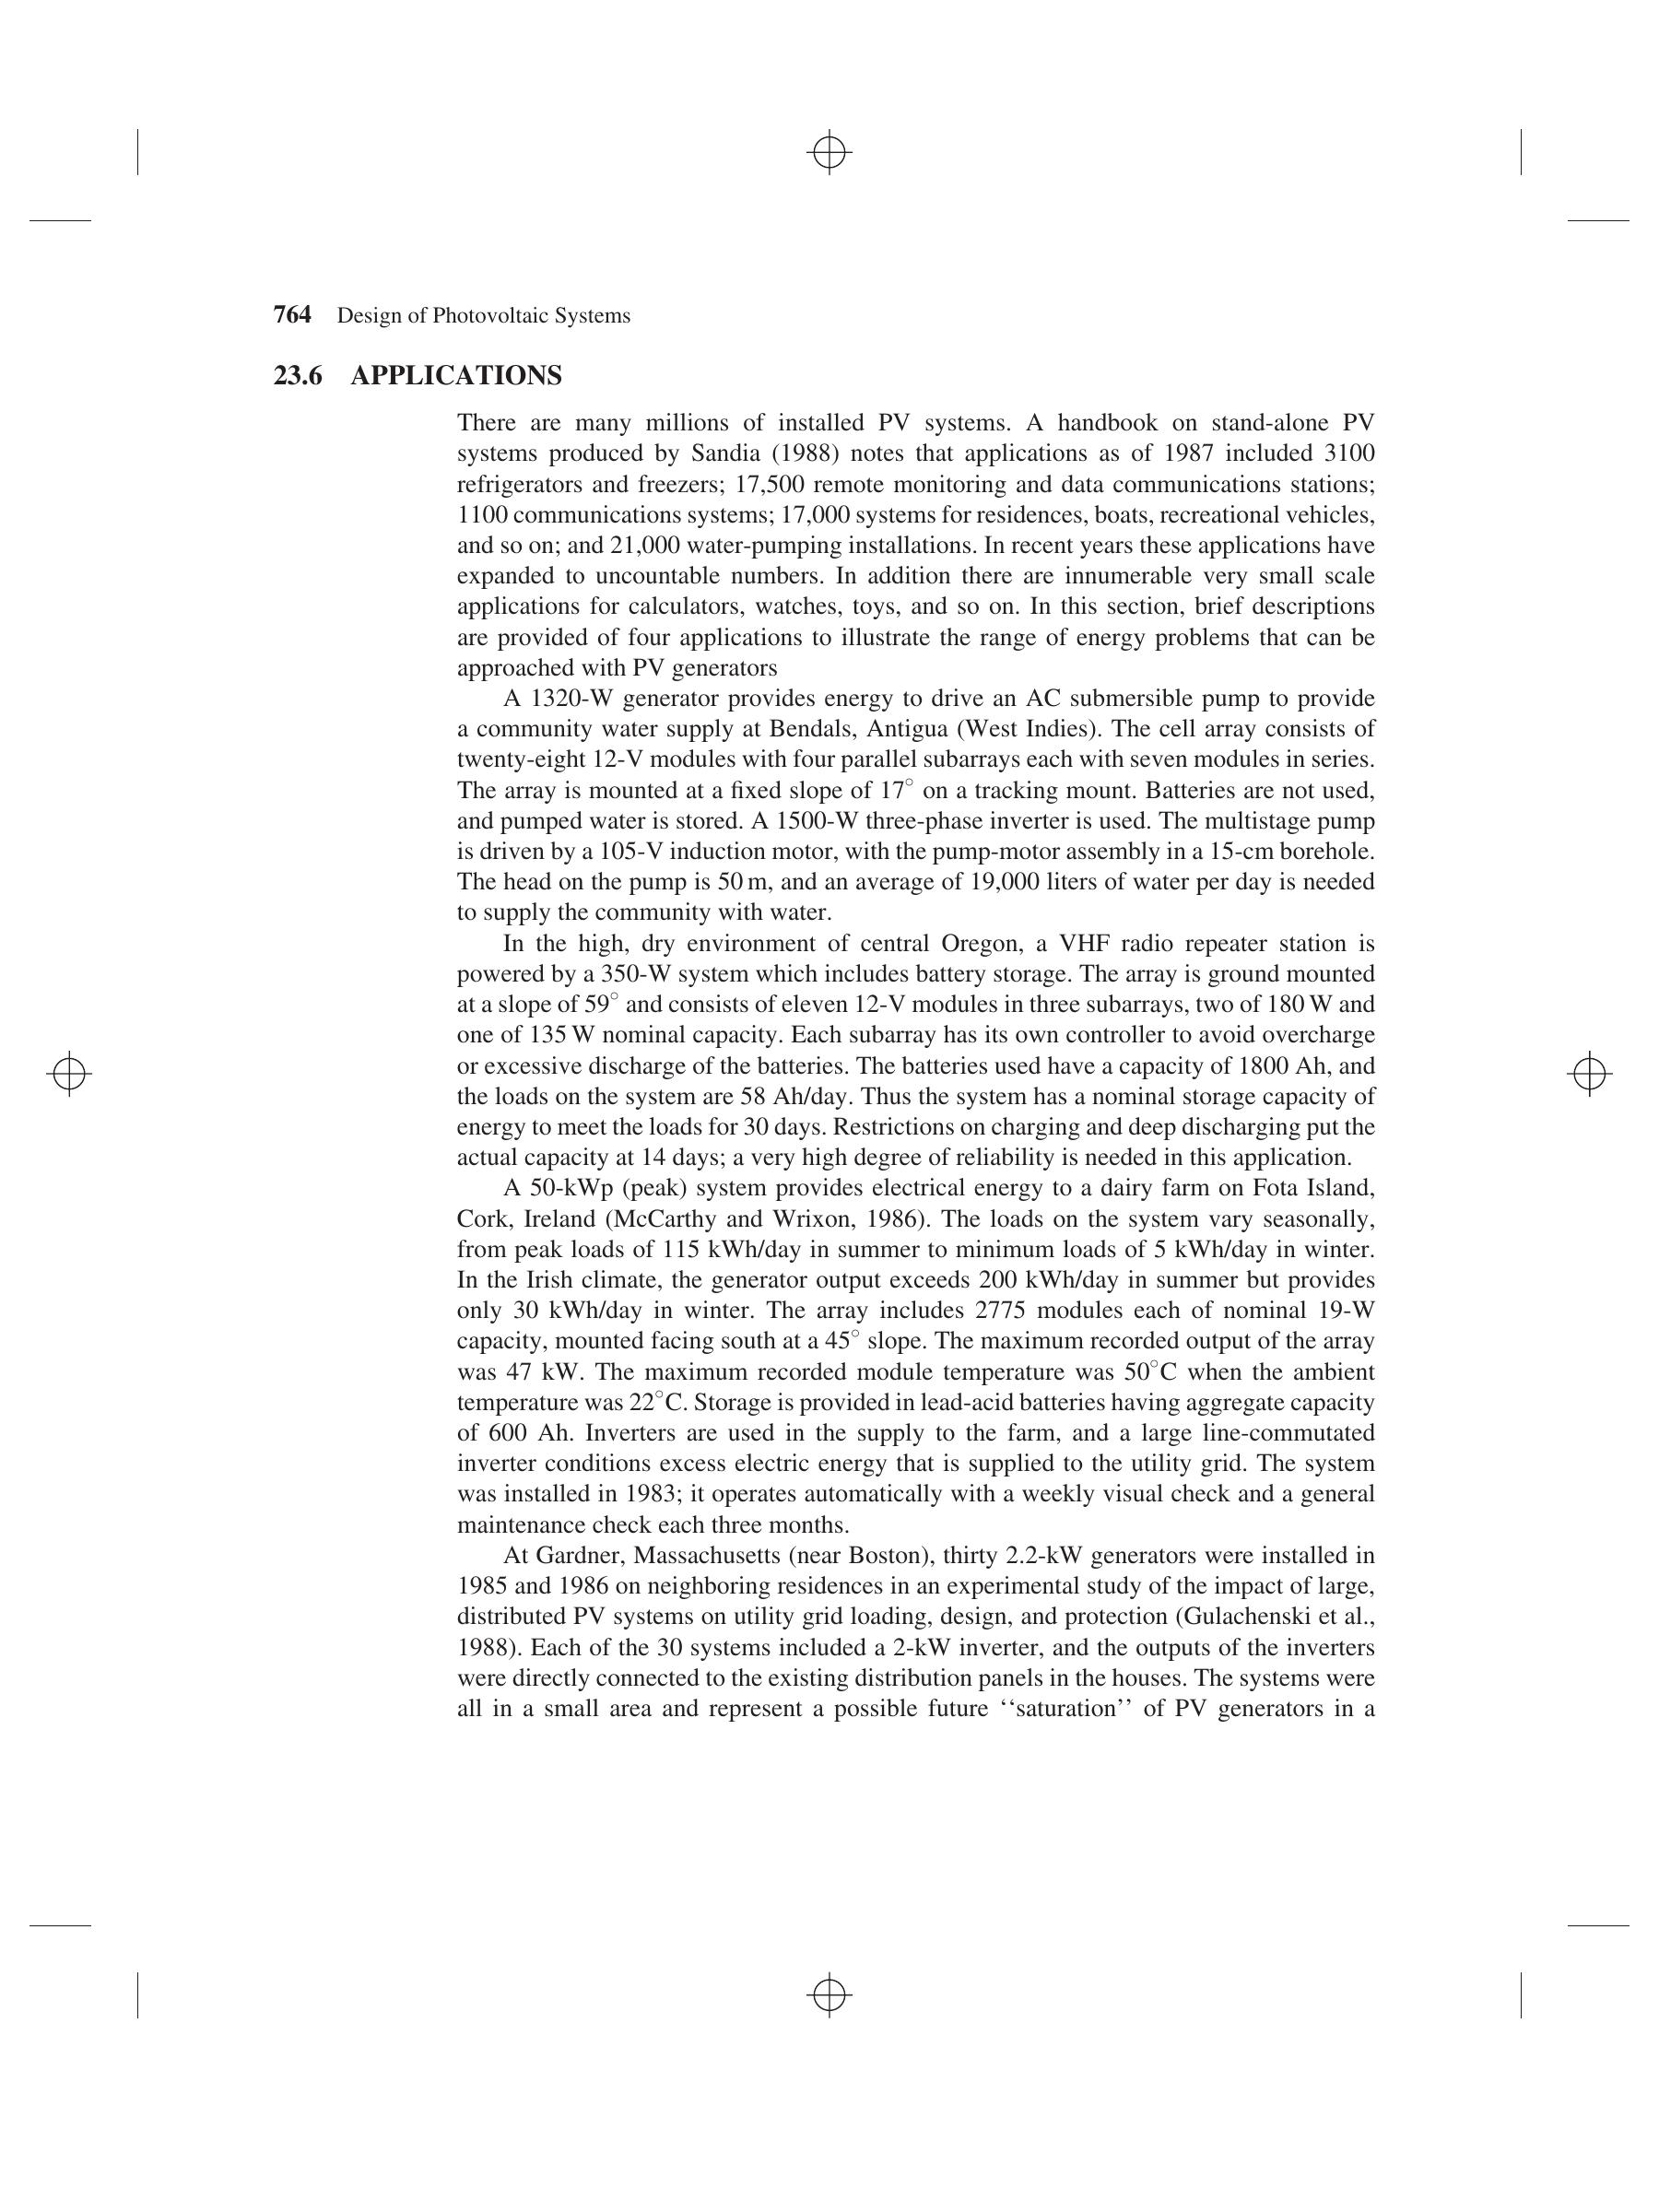 764 Design of Photovoltaic Systems
23.6 APPLICATIONS
There are many millions of installed PV systems. A handbook on stand-alone PV
systems produced by Sandia (1988) notes that applications as of 1987 included 3100
refrigerators and freezers; 17,500 remote monitoring and data communications stations;
1100 communications systems; 17,000 systems for residences, boats, recreational vehicles,
and so on; and 21,000 water-pumping installations. In recent years these applications have
expanded to uncountable numbers. In addition there are innumerable very small scale
applications for calculators, watches, toys, and so on. In this section, brief descriptions
are provided of four applications to illustrate the range of energy problems that can be
approached with PV generators
A 1320-W generator provides energy to drive an AC submersible pump to provide
a community water supply at Bendals, Antigua (West Indies). The cell array consists of
twenty-eight 12-V modules with four parallel subarrays each with seven modules in series.
The array is mounted at a fixed slope of 17° on a tracking mount. Batteries are not used,
and pumped water is stored. A 1500-W three-phase inverter is used. The multistage pump
is driven by a 105-V induction motor, with the pump-motor assembly in a 15-cm borehole.
The head on the pump is 50 m, and an average of 19,000 liters of water per day is needed
to supply the community with water.
In the high, dry environment of central Oregon, a VHF radio repeater station is
powered by a 350-W system which includes battery storage. The array is ground mounted
at a slope of 59° and consists of eleven 12-V modules in three subarrays, two of 180 W and
one of 135 W nominal capacity. Each subarray has its own controller to avoid overcharge
or excessive discharge of the batteries. The batteries used have a capacity of 1800 Ah, and
the loads on the system are 58 Ah/day. Thus the system has a nominal storage capacity of
energy to meet the loads for 30 days. Restrictions on charging and deep discharging put the
actual capacity at 14 days; a very high degree of reliability is needed in this application.
A 50-kWp (peak) system provides electrical energy to a dairy farm on Fota Island,
Cork, Ireland (McCarthy and Wrixon, 1986). The loads on the system vary seasonally,
from peak loads of 115 kWh/day in summer to minimum loads of 5 kWh/day in winter.
In the Irish climate, the generator output exceeds 200 kWh/day in summer but provides
only 30 kWh/day in winter. The array includes 2775 modules each of nominal 19-W
capacity, mounted facing south at a 45° slope. The maximum recorded output of the array
was 47 kW. The maximum recorded module temperature was 50°C when the ambient
temperature was 22°C. Storage is provided in lead-acid batteries having aggregate capacity
of 600 Ah. Inverters are used in the supply to the farm, and a large line-commutated
inverter conditions excess electric energy that is supplied to the utility grid. The system
was installed in 1983; it operates automatically with a weekly visual check and a general
maintenance check each three months.
At Gardner, Massachusetts (near Boston), thirty 2.2-kW generators were installed in
1985 and 1986 on neighboring residences in an experimental study of the impact of large,
distributed PV systems on utility grid loading, design, and protection (Gulachenski et al.,
1988). Each of the 30 systems included a 2-kW inverter, and the outputs of the inverters
were directly connected to the existing distribution panels in the houses. The systems were
all in a small area and represent a possible future ‘‘saturation’’ of PV generators in a